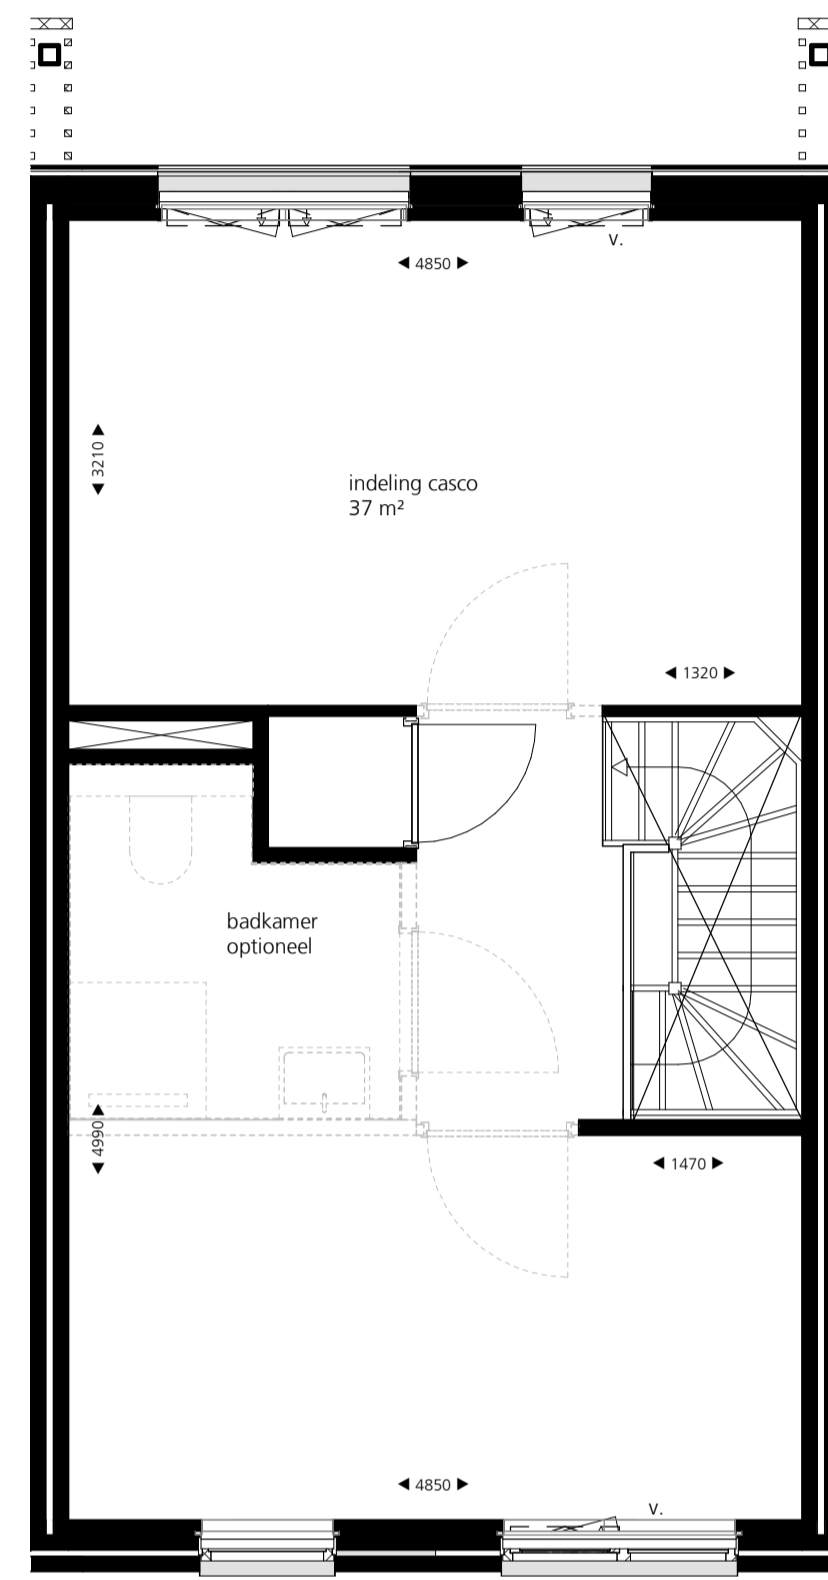 v.
4850
3210
indeling casco
37 m²
1320
badkamer
optioneel
4990
1470
4850
v.